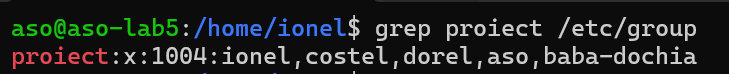 aso@aso-lab5:/home/ionel$ grep proiect /etc/group
proiect:x:1004:ionel,costel,dorel,aso,baba-dochia